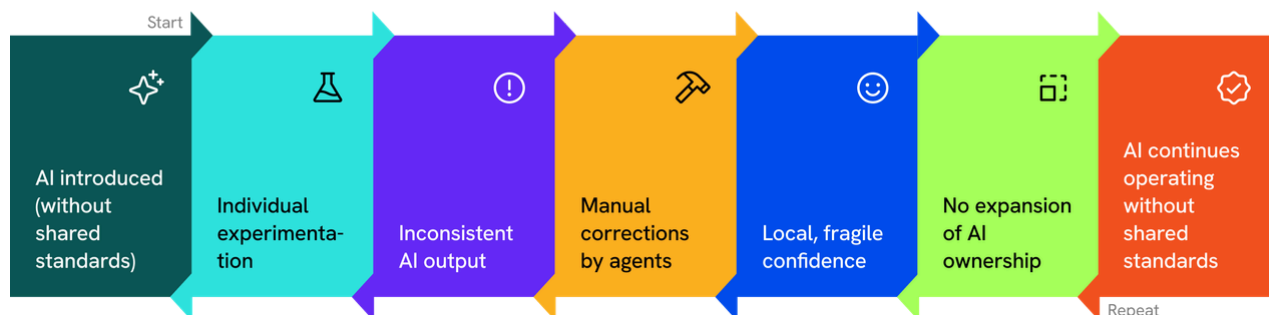 Start
AI introduced
(without
shared
standards)
Individual
experimenta-
tion
Inconsistent
AI output
Manual
corrections
by agents
Local, fragile
confidence
No expansion
of AI
ownership
AI continues
operating
without
shared
standards
Repeat